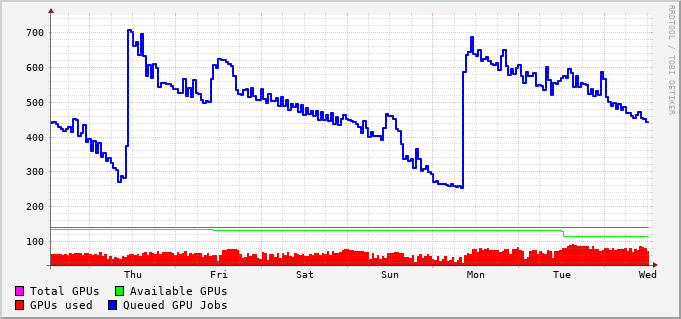 700
600
500
400
300
200
100
Thu Fri Sat Sun Mon Tue Wed
Total GPUs Available GPUs
GPUs used Queued GPU Jobs
RRDTOOL / TOBI OETIKER